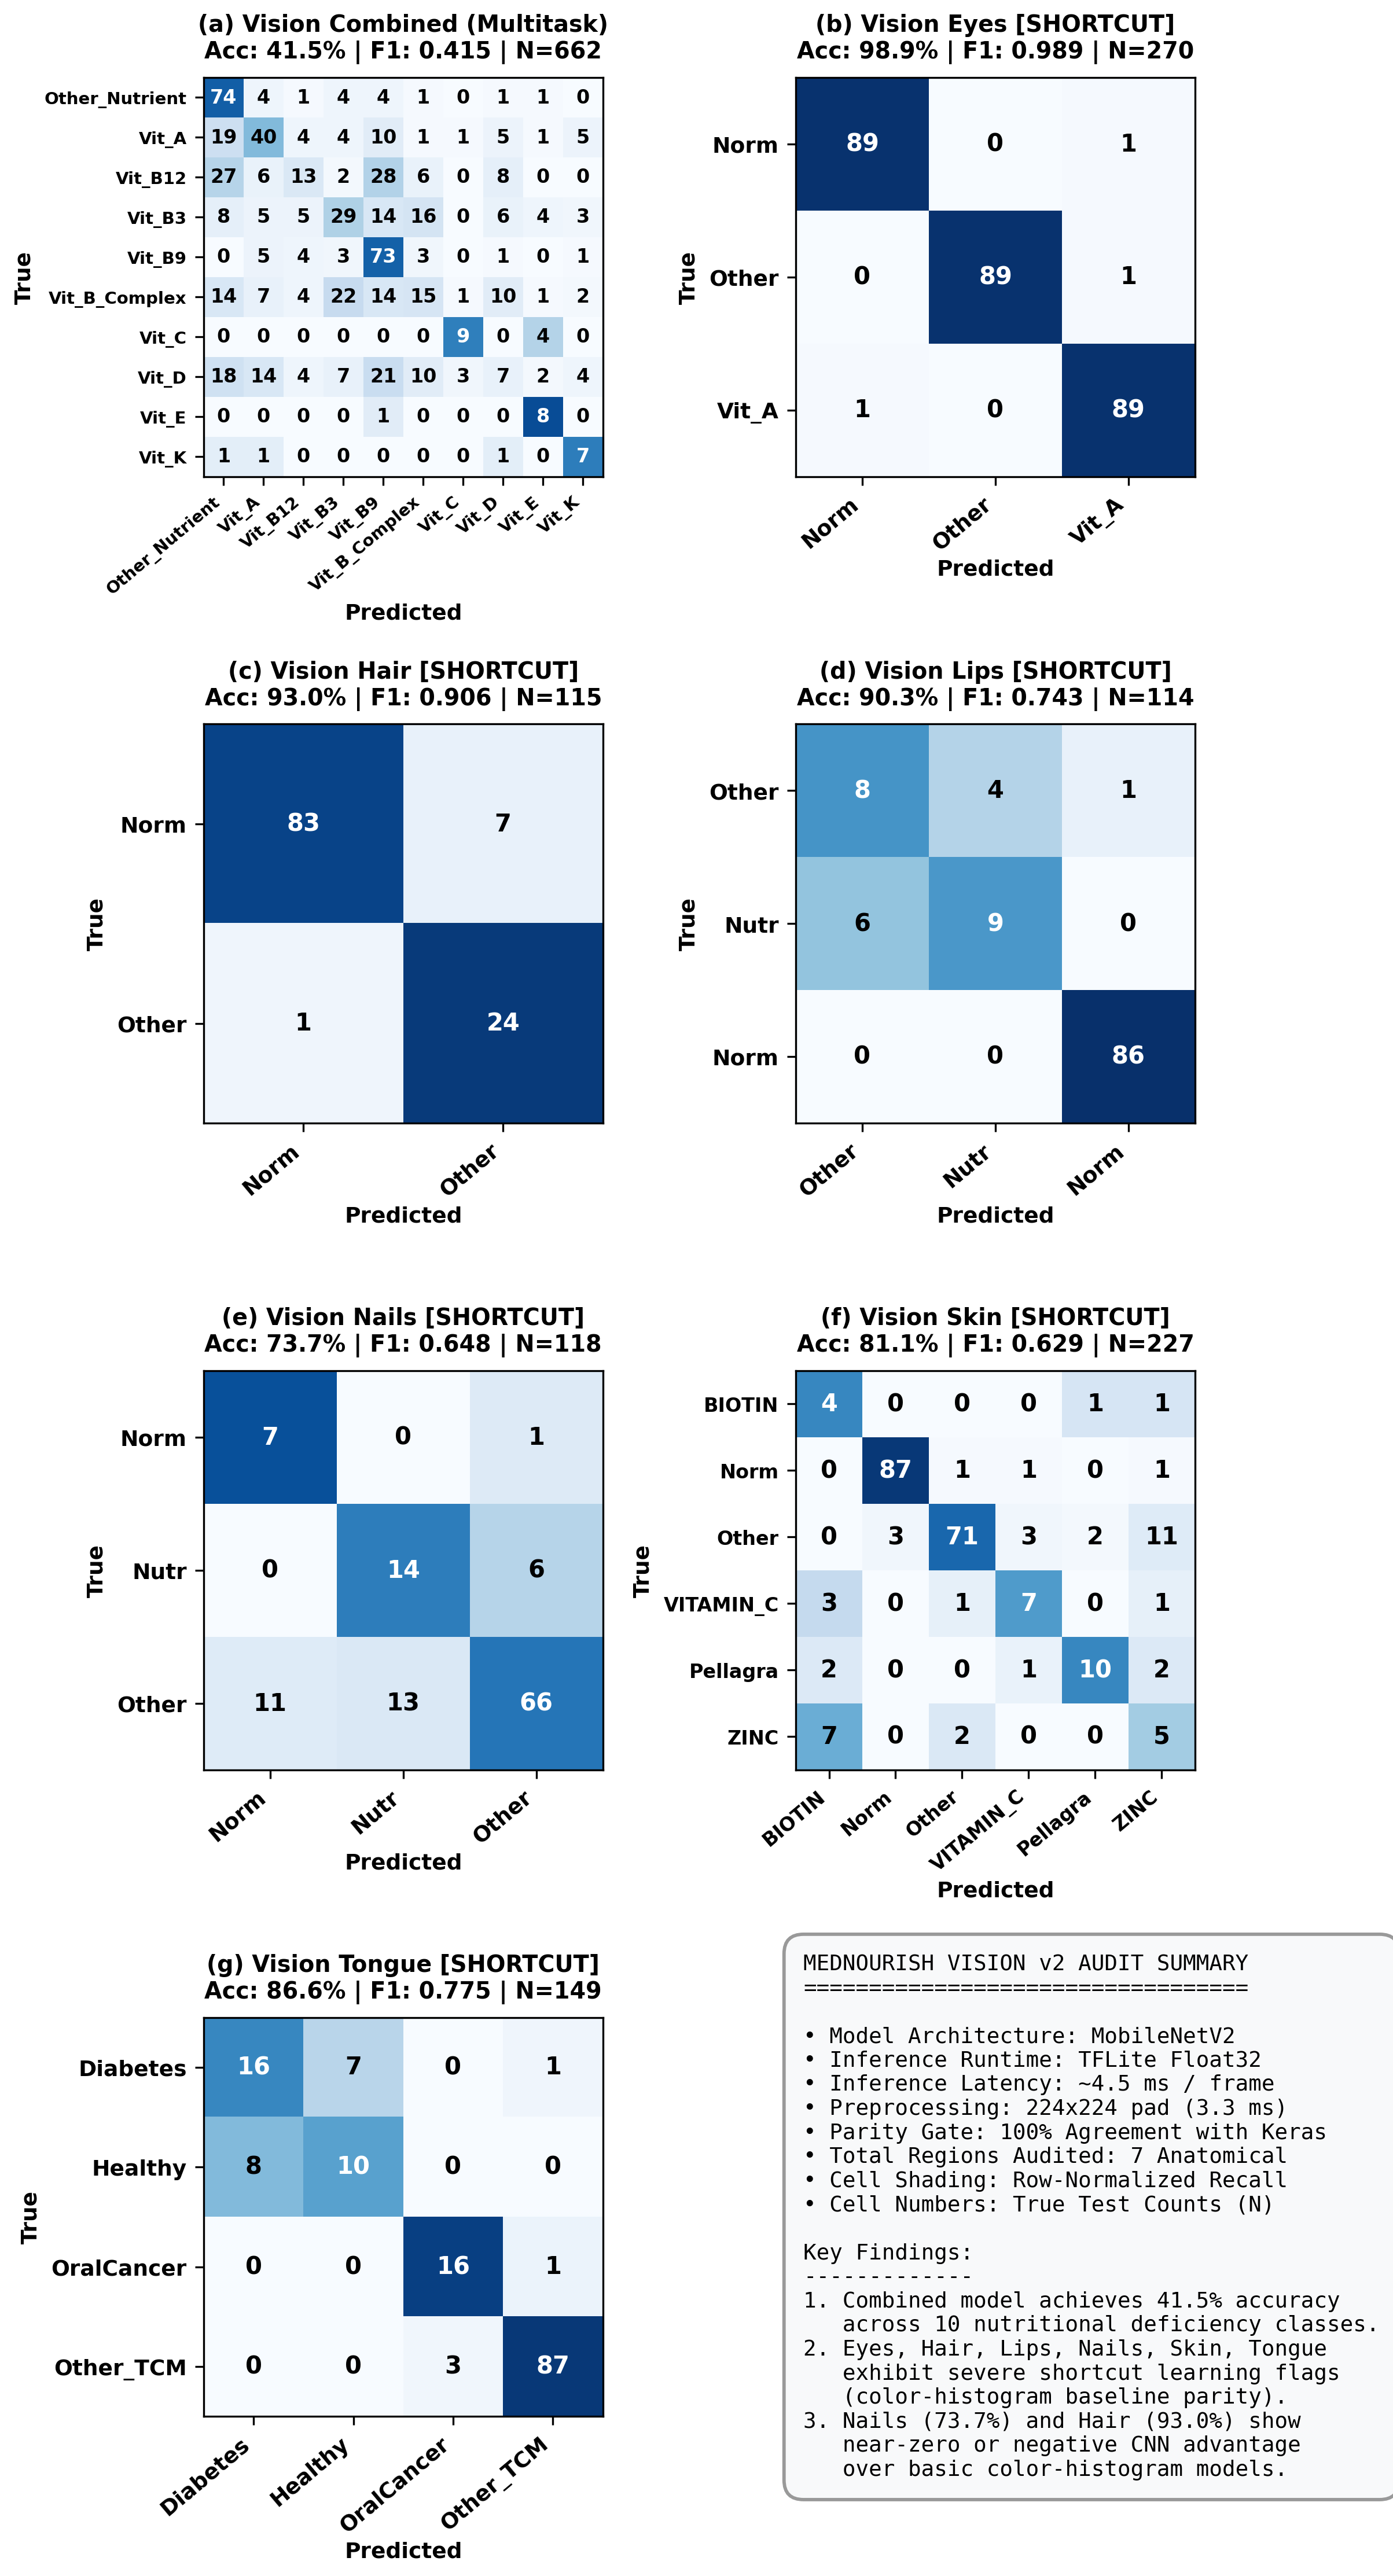 (a) Vision Combined (Multitask)
Acc: 41.5% | F1: 0.415 | N=662
True
Other_Nutrient 74 4 1 4 4 1 0 1 1 0
Vit_A 19 40 4 4 10 1 1 5 1 5
Vit_B12 27 6 13 2 28 6 0 8 0 0
Vit_B3 8 5 5 29 14 16 0 6 4 3
Vit_B9 0 5 4 3 73 3 0 1 0 1
Vit_B_Complex 14 7 4 22 14 15 1 10 1 2
Vit_C 0 0 0 0 0 0 9 0 4 0
Vit_D 18 14 4 7 21 10 3 7 2 4
Vit_E 0 0 0 0 1 0 0 0 8 0
Vit_K 1 1 0 0 0 0 0 1 0 7
Other_Nutrient Vit_A Vit_B12 Vit_B3 Vit_B9 Vit_B_Complex Vit_C Vit_D Vit_E Vit_K
Predicted
(b) Vision Eyes [SHORTCUT]
Acc: 98.9% | F1: 0.989 | N=270
True
Norm 89 0 1
Other 0 89 1
Vit_A 1 0 89
Norm Other Vit_A
Predicted
(c) Vision Hair [SHORTCUT]
Acc: 93.0% | F1: 0.906 | N=115
True
Norm 83 7
Other 1 24
Norm Other
Predicted
(d) Vision Lips [SHORTCUT]
Acc: 90.3% | F1: 0.743 | N=114
True
Other 8 4 1
Nutr 6 9 0
Norm 0 0 86
Other Nutr Norm
Predicted
(e) Vision Nails [SHORTCUT]
Acc: 73.7% | F1: 0.648 | N=118
True
Norm 7 0 1
Nutr 0 14 6
Other 11 13 66
Norm Nutr Other
Predicted
(f) Vision Skin [SHORTCUT]
Acc: 81.1% | F1: 0.629 | N=227
True
BIOTIN 4 0 0 0 1 1
Norm 0 87 1 1 0 1
Other 0 3 71 3 2 11
VITAMIN_C 3 0 1 7 0 1
Pellagra 2 0 0 1 10 2
ZINC 7 0 2 0 0 5
BIOTIN Norm Other VITAMIN_C Pellagra ZINC
Predicted
(g) Vision Tongue [SHORTCUT]
Acc: 86.6% | F1: 0.775 | N=149
True
Diabetes 16 7 0 1
Healthy 8 10 0 0
OralCancer 0 0 16 1
Other_TCM 0 0 3 87
Diabetes Healthy OralCancer Other_TCM
Predicted
MEDNOURISH VISION v2 AUDIT SUMMARY
==================================
• Model Architecture: MobileNetV2
• Inference Runtime: TFLite Float32
• Inference Latency: ~4.5 ms / frame
• Preprocessing: 224x224 pad (3.3 ms)
• Parity Gate: 100% Agreement with Keras
• Total Regions Audited: 7 Anatomical
• Cell Shading: Row-Normalized Recall
• Cell Numbers: True Test Counts (N)
Key Findings:
-------------
1. Combined model achieves 41.5% accuracy
across 10 nutritional deficiency classes.
2. Eyes, Hair, Lips, Nails, Skin, Tongue
exhibit severe shortcut learning flags
(color-histogram baseline parity).
3. Nails (73.7%) and Hair (93.0%) show
near-zero or negative CNN advantage
over basic color-histogram models.